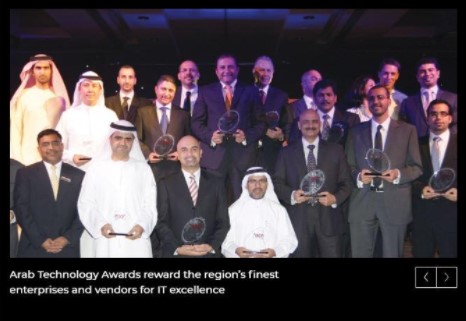 Arab Technology Awards reward the region's finest
enterprises and vendors for IT excellence